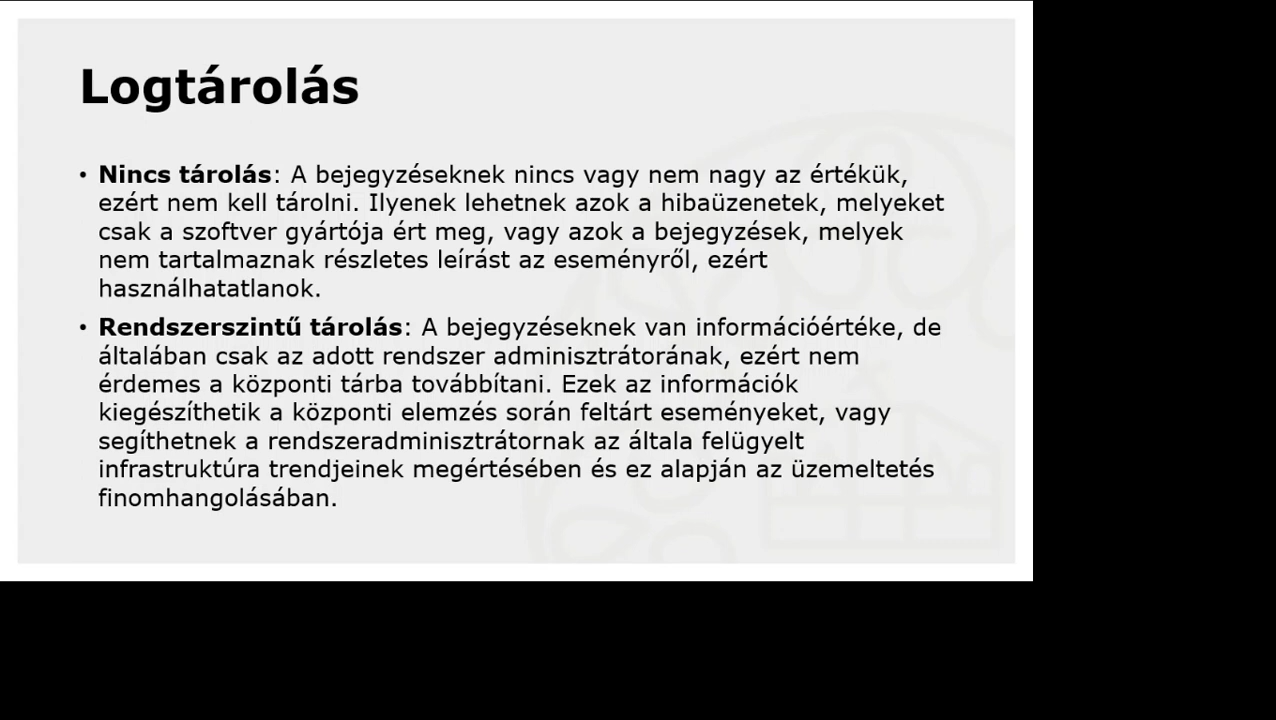 Logtárolás
• Nincs tárolás: A bejegyzéseknek nincs vagy nem nagy az értékük,
ezért nem kell tárolni. Ilyenek lehetnek azok a hibaüzenetek, melyeket
csak a szoftver gyártója ért meg, vagy azok a bejegyzések, melyek
nem tartalmaznak részletes leírást az eseményről, ezért
használhatatlanok.
• Rendszerszintű tárolás: A bejegyzéseknek van információértéke, de
általában csak az adott rendszer adminisztrátorának, ezért nem
érdemes a központi tárba továbbítani. Ezek az információk
kiegészíthetik a központi elemzés során feltárt eseményeket, vagy
segíthetnek a rendszeradminisztrátornak az általa felügyelt
infrastruktúra trendjeinek megértésében és ez alapján az üzemeltetés
finomhangolásában.